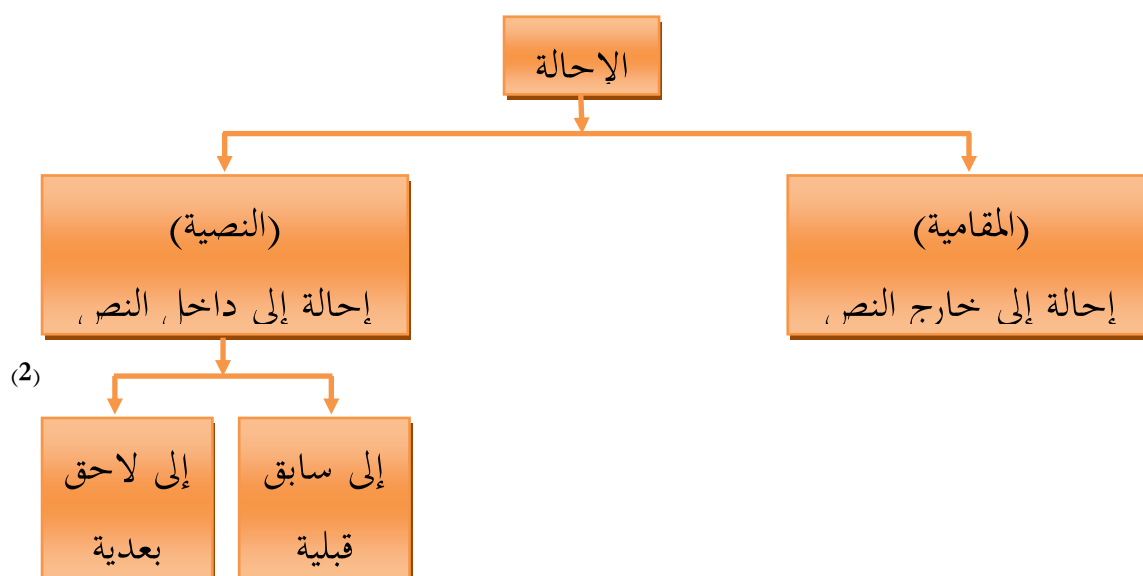 الإحالة
(المقامية)
إحالة إلى خارج النص
(النصية)
إحالة إلى داخل النص
(2)
إلى سابق
قبلية
إلى لاحق
بعدية